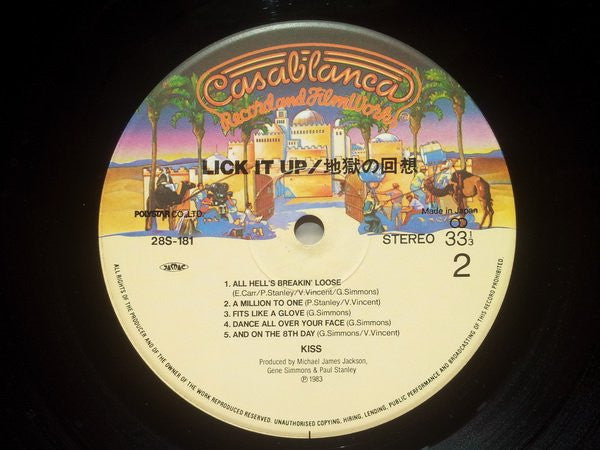 Casablanca
Record and FilmWorks
LICK IT UP/地獄の回想
POLYSTAR CO., LTD.
Made in Japan
28S-181
STEREO 33 1/3
JASRAC
2
1. ALL HELL'S BREAKIN' LOOSE
(E.Carr/P.Stanley/V.Vincent/G.Simmons)
2. A MILLION TO ONE (P.Stanley/V.Vincent)
3. FITS LIKE A GLOVE (G.Simmons)
4. DANCE ALL OVER YOUR FACE (G.Simmons)
5. AND ON THE 8TH DAY (G.Simmons/V.Vincent)
KISS
Produced by Michael James Jackson,
Gene Simmons & Paul Stanley
Ⓟ1983
ALL RIGHTS OF THE PRODUCER AND OF THE OWNER OF THE WORK REPRODUCED RESERVED. UNAUTHORISED COPYING, HIRING, LENDING, PUBLIC PERFORMANCE AND BROADCASTING OF THIS RECORD PROHIBITED.